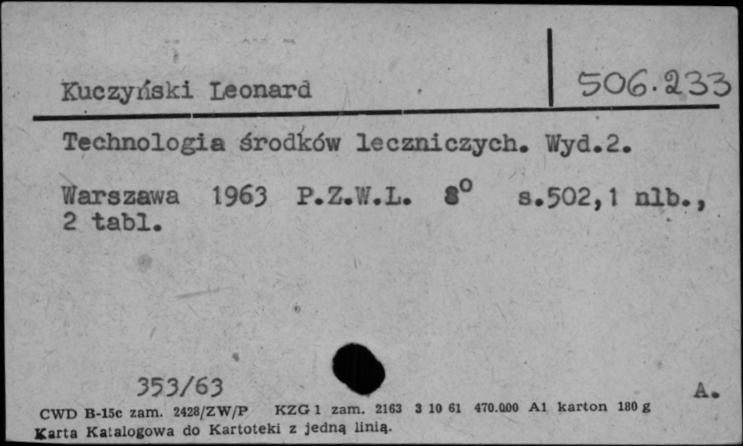 Kuczyński Leonard 506.233
Technologia środków leczniczych. Wyd.2.
Warszawa 1963 P.Z.W.L. 8° s.502,1 nlb.,
2 tabl.
353/63 A.
CWD B-15c zam. 2428/ZW/P KZG 1 zam. 2163 3 10 61 470.000 A1 karton 180 g
Karta Katalogowa do Kartoteki z jedną linią.